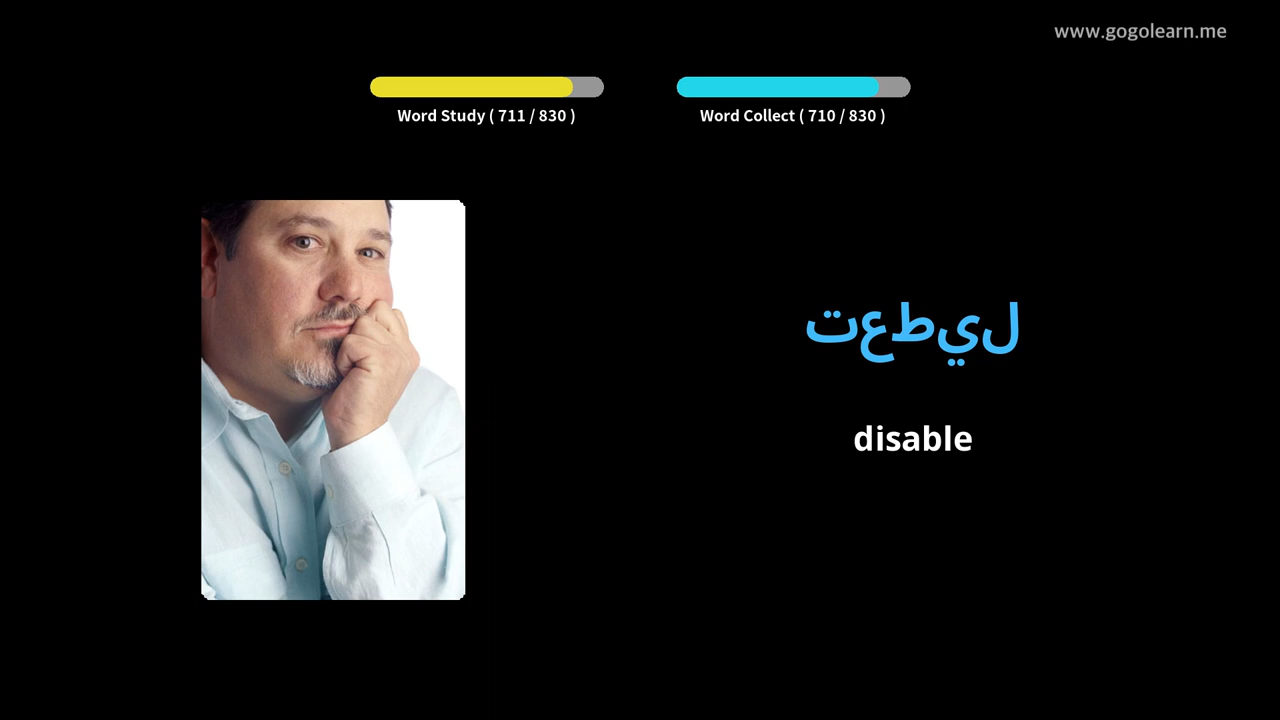 www.gogolearn.me
Word Study ( 711 / 830 )
Word Collect ( 710 / 830 )
تعطيل
disable